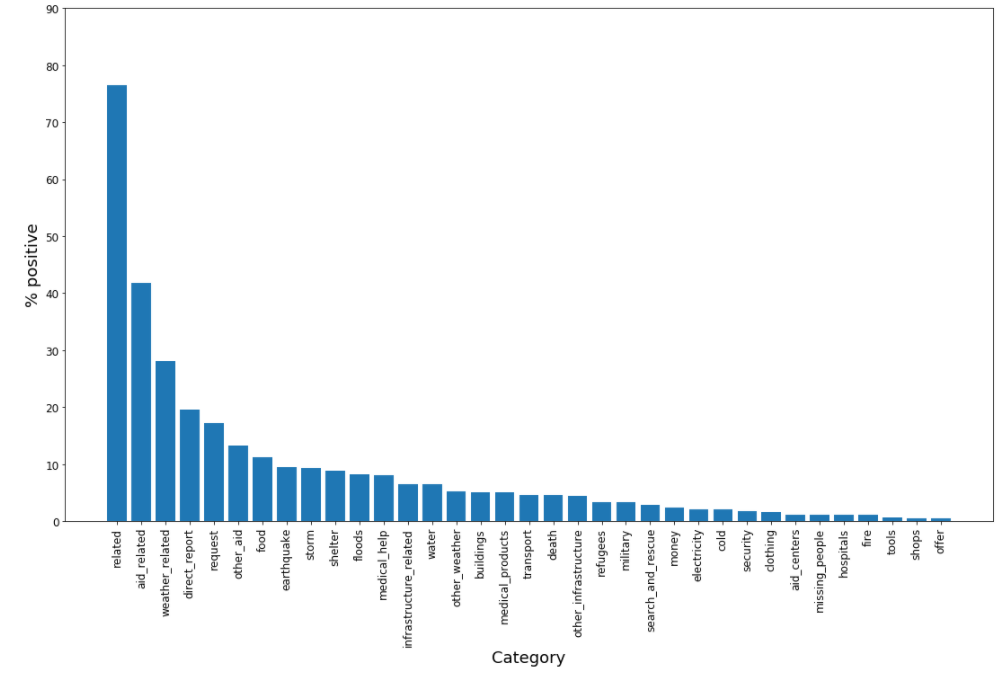 90
80
70
60
50
40
30
20
10
0
% positive
related
aid_related
weather_related
direct_report
request
other_aid
food
earthquake
storm
shelter
floods
medical_help
infrastructure_related
water
other_weather
buildings
medical_products
transport
death
other_infrastructure
refugees
military
search_and_rescue
money
electricity
cold
security
clothing
aid_centers
missing_people
hospitals
fire
tools
shops
offer
Category